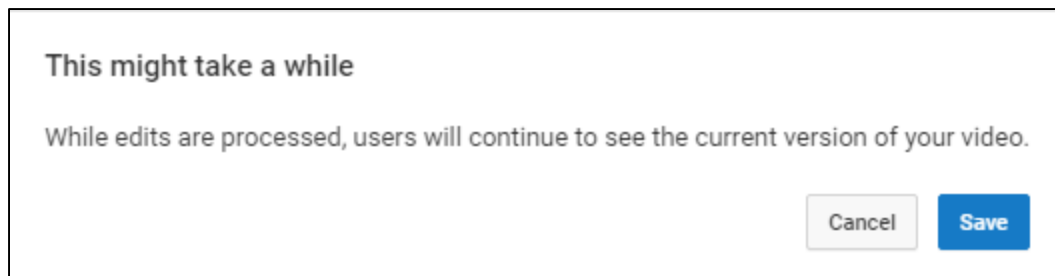 This might take a while
While edits are processed, users will continue to see the current version of your video.
Cancel Save